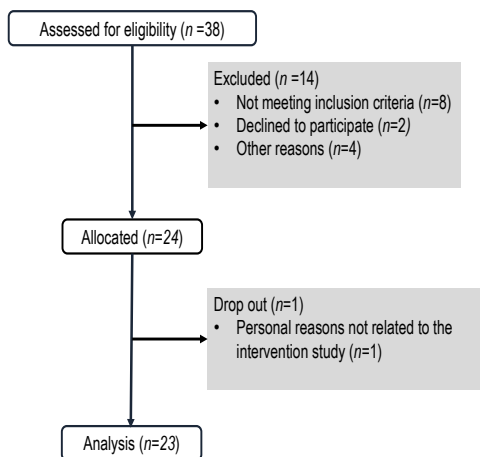 Assessed for eligibility (n =38)
Excluded (n =14)
• Not meeting inclusion criteria (n=8)
• Declined to participate (n=2)
• Other reasons (n=4)
Allocated (n=24)
Drop out (n=1)
• Personal reasons not related to the
intervention study (n=1)
Analysis (n=23)